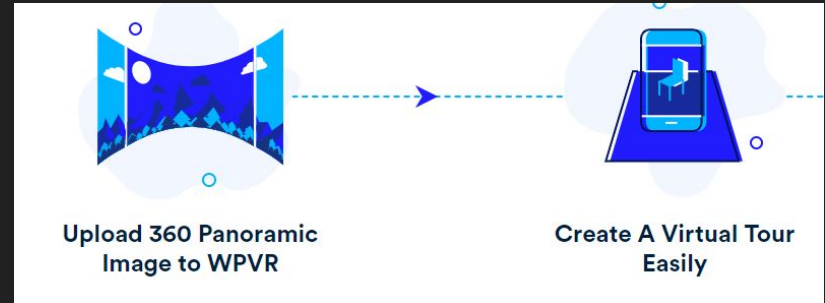 Upload 360 Panoramic
Image to WPVR
Create A Virtual Tour
Easily